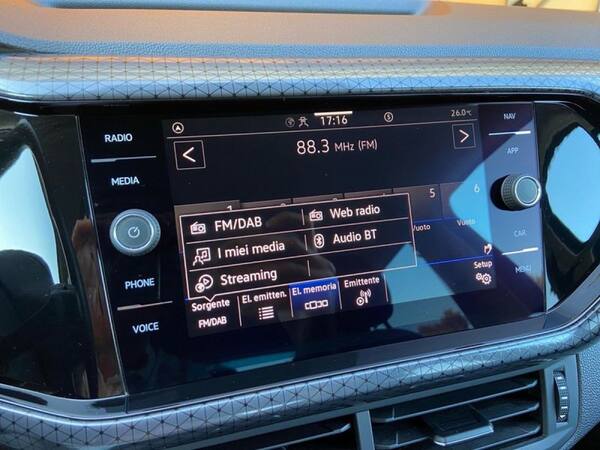 RADIO
MEDIA
PHONE
VOICE
NAV
APP
CAR
MENU
17:16
26.0°C
<
88.3 MHz (FM)
>
1
5
6
FM/DAB
Web radio
I miei media
Audio BT
Streaming
Vuoto
Sorgente
FM/DAB
El. emitten.
El. memoria
Emittente
Setup